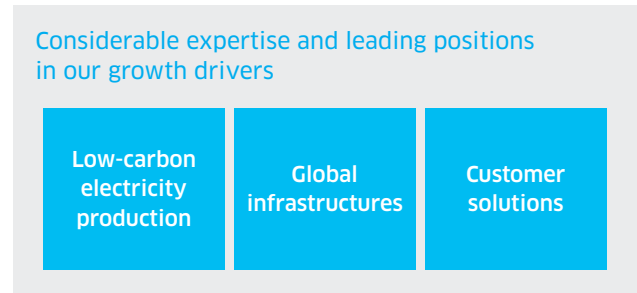 Considerable expertise and leading positions
in our growth drivers
Low-carbon
electricity
production
Global
infrastructures
Customer
solutions